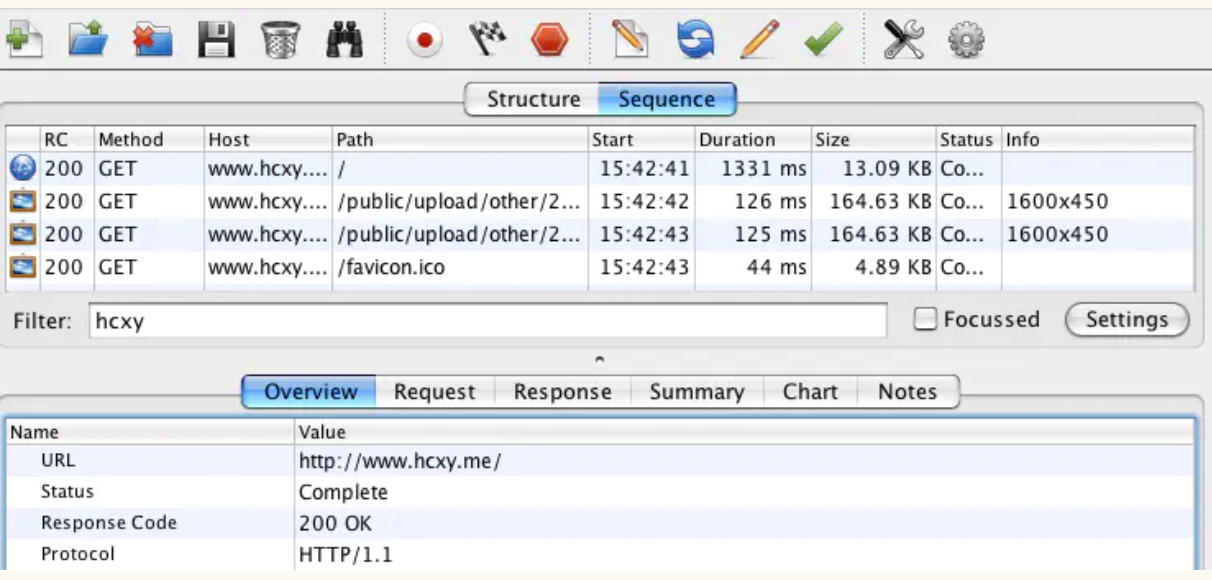 Structure Sequence
RC Method Host Path Start Duration Size Status Info
200 GET www.hcxy.... / 15:42:41 1331 ms 13.09 KB Co...
200 GET www.hcxy.... /public/upload/other/2... 15:42:42 126 ms 164.63 KB Co... 1600x450
200 GET www.hcxy.... /public/upload/other/2... 15:42:43 125 ms 164.63 KB Co... 1600x450
200 GET www.hcxy.... /favicon.ico 15:42:43 44 ms 4.89 KB Co...
Filter: hcxy Focussed Settings
Overview Request Response Summary Chart Notes
Name Value
URL http://www.hcxy.me/
Status Complete
Response Code 200 OK
Protocol HTTP/1.1